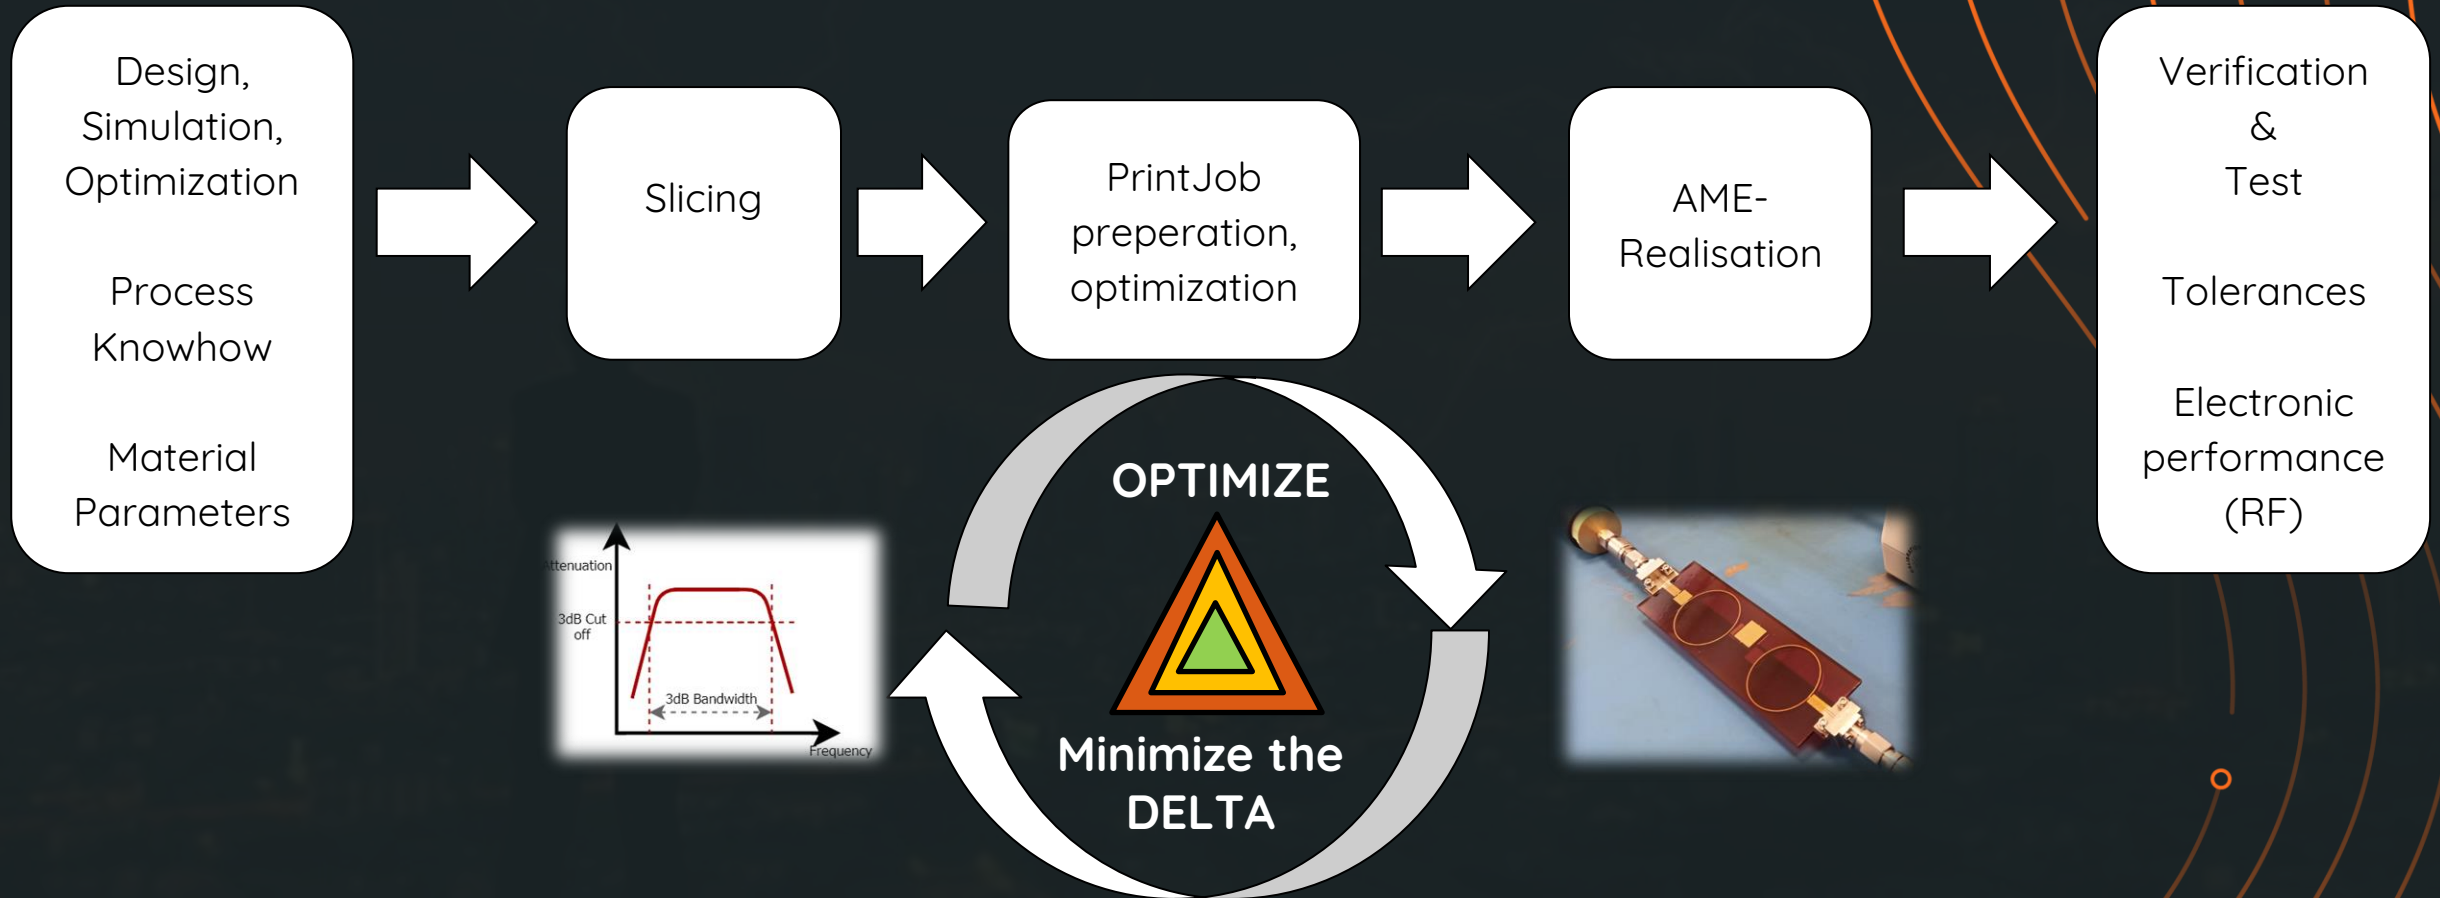 Design,
Simulation,
Optimization
Process
Knowhow
Material
Parameters
Slicing
PrintJob
preperation,
optimization
AME-
Realisation
Verification
&
Test
Tolerances
Electronic
performance
(RF)
OPTIMIZE
Minimize the
DELTA
Attenuation
3dB Cut
off
3dB Bandwidth
Frequency